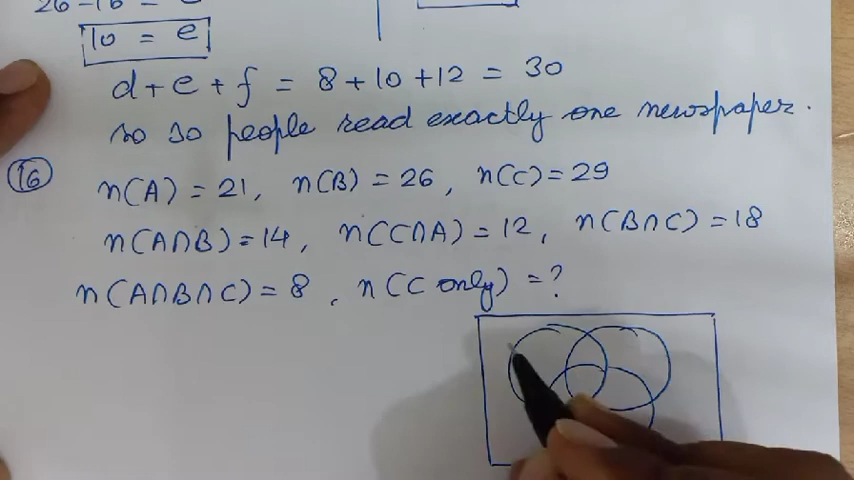 10 = e
d + e + f = 8 + 10 + 12 = 30
so 30 people read exactly one newspaper.
16 n(A) = 21, n(B) = 26, n(C) = 29
n(A∩B) = 14, n(C∩A) = 12, n(B∩C) = 18
n(A∩B∩C) = 8, n(C only) = ?